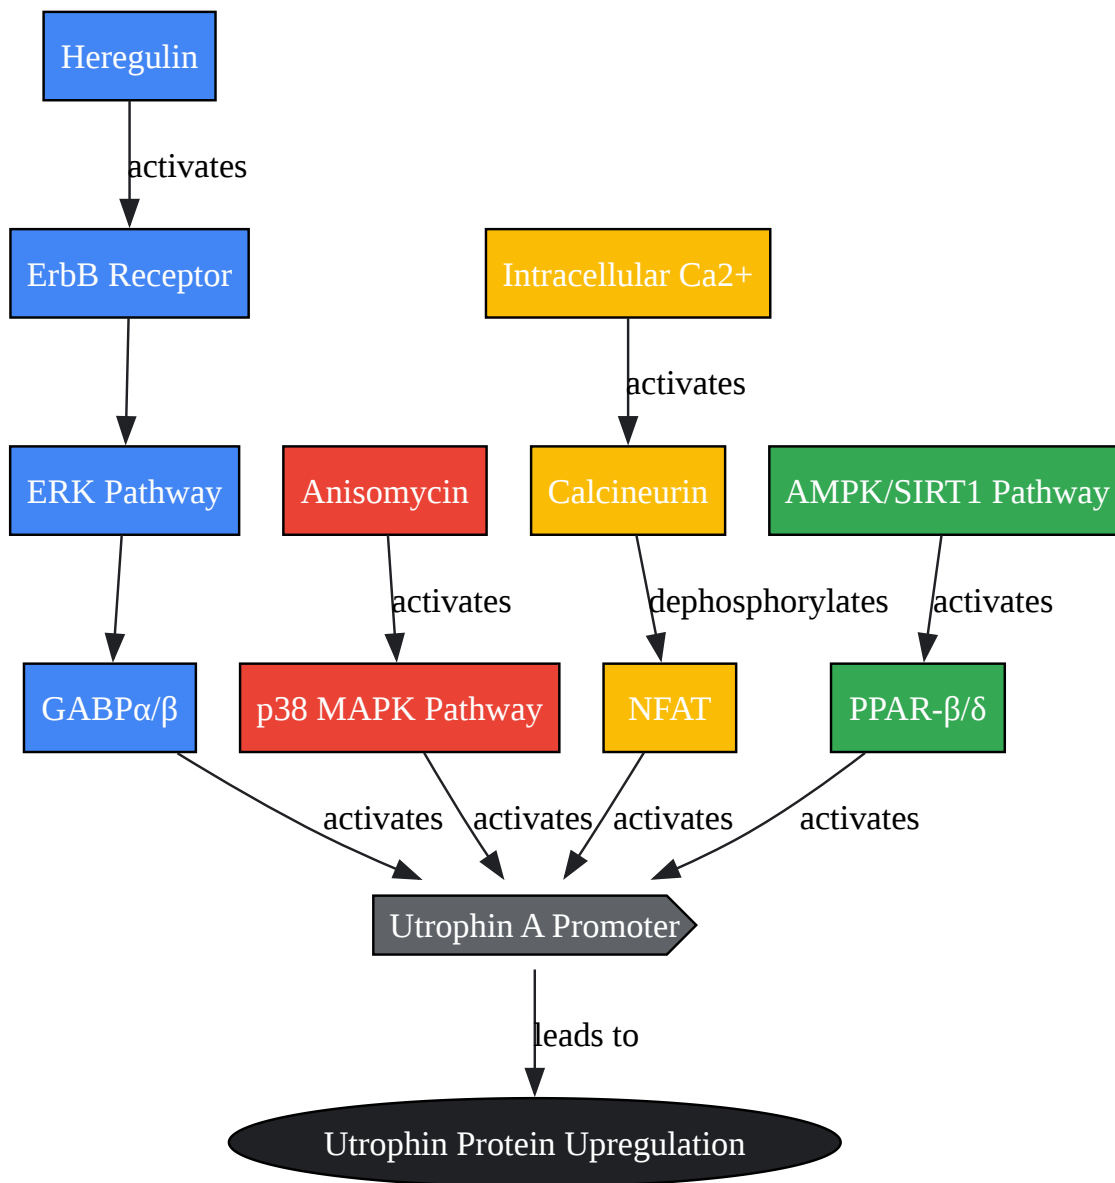 Heregulin
activates
ErbB Receptor
Intracellular Ca2+
activates
ERK Pathway
Anisomycin
Calcineurin
AMPK/SIRT1 Pathway
activates
dephosphorylates
activates
GABPα/β
p38 MAPK Pathway
NFAT
PPAR-β/δ
activates
activates
activates
activates
Utrophin A Promoter
leads to
Utrophin Protein Upregulation